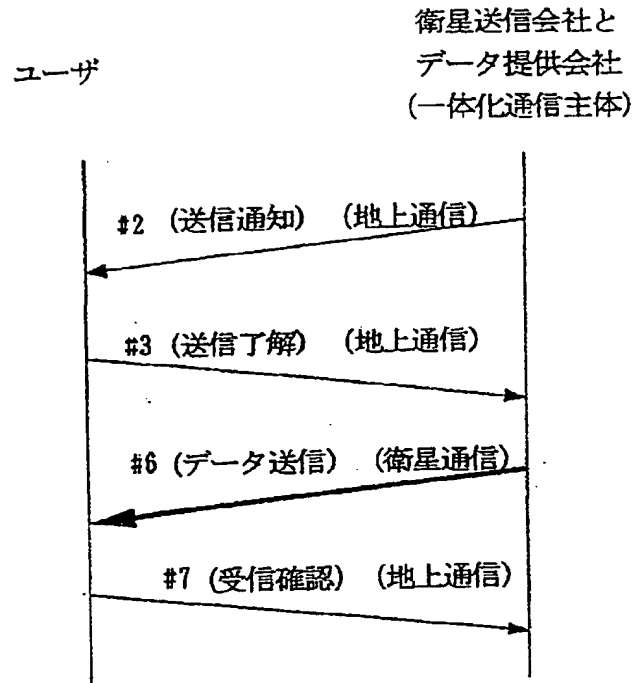 衛星送信会社と
データ提供会社
(一体化通信主体)
ユーザ
#2 (送信通知) (地上通信)
#3 (送信了解) (地上通信)
#6 (データ送信) (衛星通信)
#7 (受信確認) (地上通信)